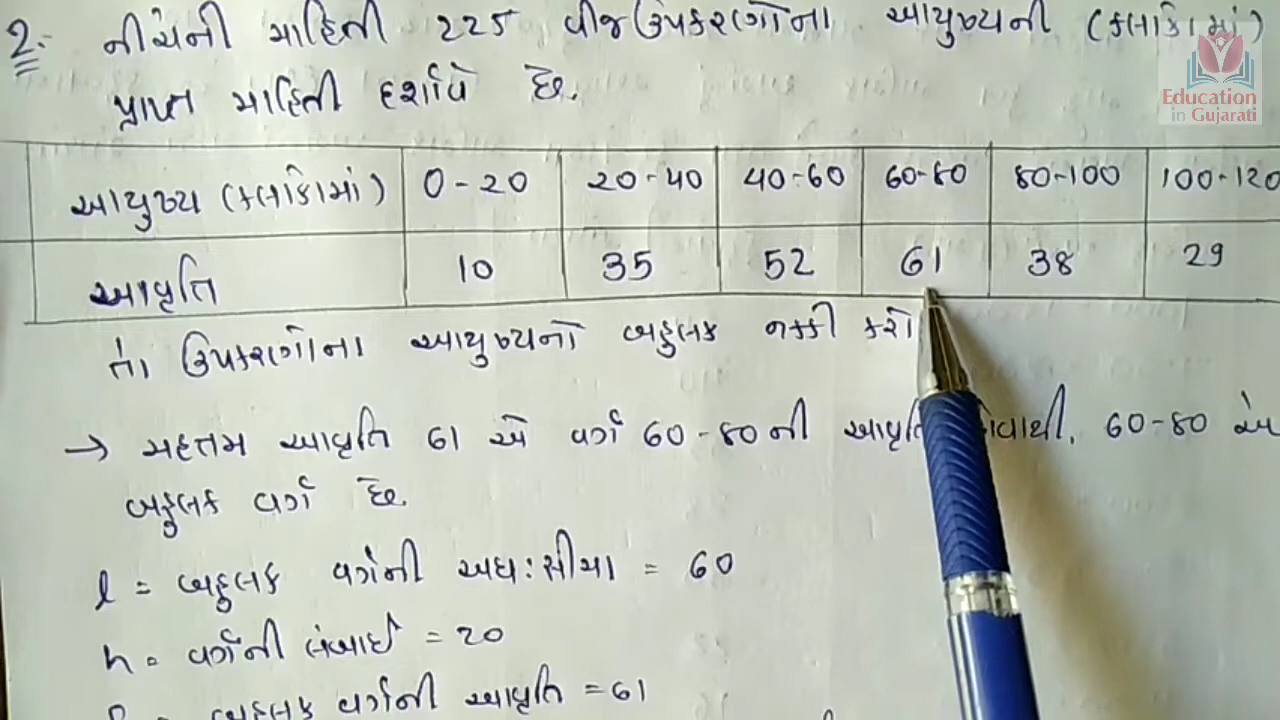 2. નીચેની માહિતી 225 વીજઉપકરણોના આયુષ્યની (કલાકોમાં)
પ્રાપ્ત માહિતી દર્શાવે છે.
Education
in Gujarati
આયુષ્ય (કલાકોમાં) 0-20 20-40 40-60 60-80 80-100 100-120
આવૃતિ 10 35 52 61 38 29
તો ઉપકરણોના આયુષ્યનો બહુલક નક્કી કરો
→ મહત્તમ આવૃતિ 61 એ વર્ગ 60-80 ની 60-80 એ
બહુલક વર્ગ છે.
l = બહુલક વર્ગની અધ:સીમા = 60
h = વર્ગની લંબાઈ = 20
બહુલક વર્ગની આવૃતિ = 61